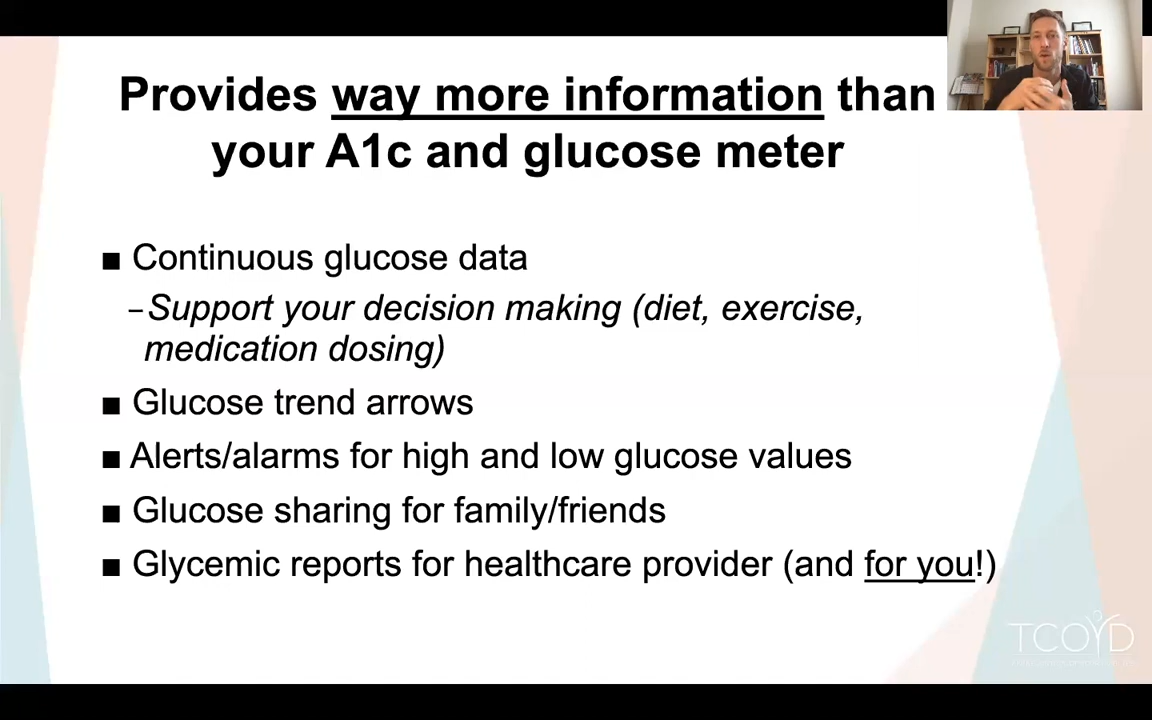 Provides way more information than
your A1c and glucose meter
■ Continuous glucose data
–Support your decision making (diet, exercise,
medication dosing)
■ Glucose trend arrows
■ Alerts/alarms for high and low glucose values
■ Glucose sharing for family/friends
■ Glycemic reports for healthcare provider (and for you!)
TCOYD